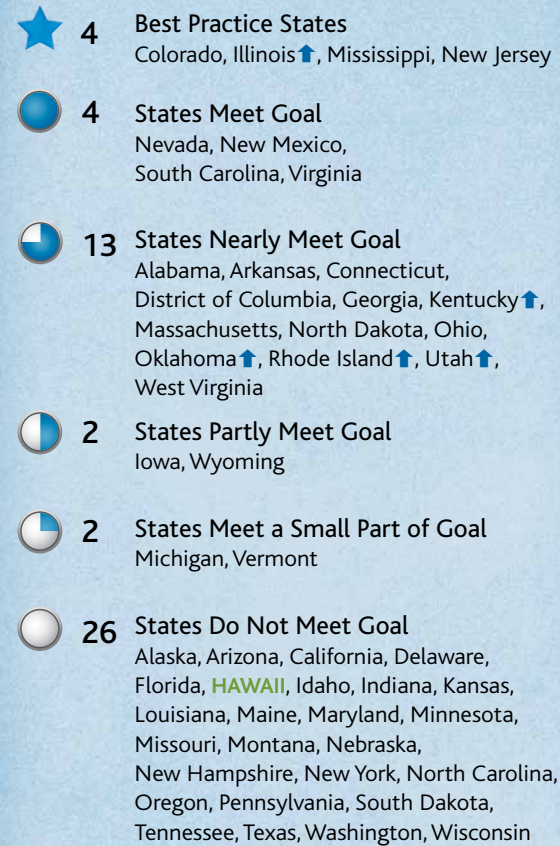 4 Best Practice States
Colorado, Illinois⬆, Mississippi, New Jersey
4 States Meet Goal
Nevada, New Mexico,
South Carolina, Virginia
13 States Nearly Meet Goal
Alabama, Arkansas, Connecticut,
District of Columbia, Georgia, Kentucky⬆,
Massachusetts, North Dakota, Ohio,
Oklahoma⬆, Rhode Island⬆, Utah⬆,
West Virginia
2 States Partly Meet Goal
Iowa, Wyoming
2 States Meet a Small Part of Goal
Michigan, Vermont
26 States Do Not Meet Goal
Alaska, Arizona, California, Delaware,
Florida, HAWAII, Idaho, Indiana, Kansas,
Louisiana, Maine, Maryland, Minnesota,
Missouri, Montana, Nebraska,
New Hampshire, New York, North Carolina,
Oregon, Pennsylvania, South Dakota,
Tennessee, Texas, Washington, Wisconsin